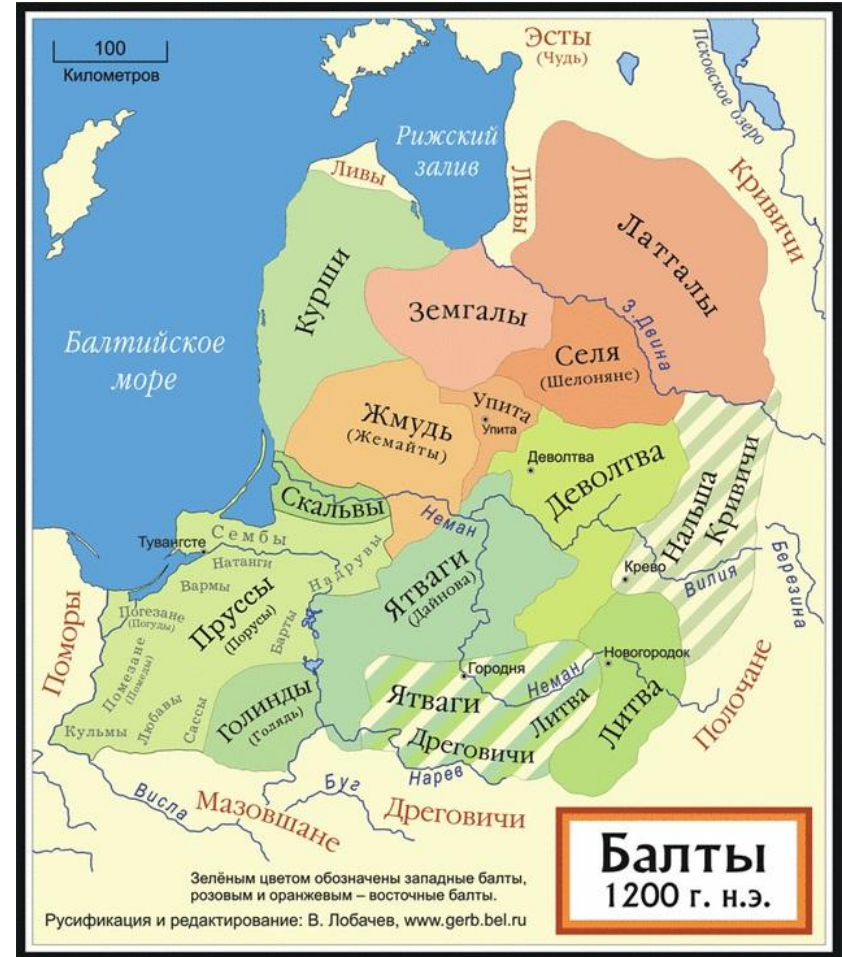 100
Километров
Эсты
(Чудь)
Псковское озеро
Рижский
залив
Ливы
Ливы
Кривичи
Латгалы
Курши
Земгалы
З.Двина
Балтийское
море
Селя
(Шелоняне)
Жмудь
(Жемайты)
Упита
Упита
Деволтва
Деволтва
Скальвы
Неман
Нальша
Кривичи
Тувангсте
Сембы
Натанги
Надрувы
Вармы
Ятваги
(Дайнова)
Крево
Вилия
Березина
Пруссы
(Порусы)
Погезане
(Погуды)
Барты
Поморы
Помезане
(Помеды)
Голинды
(Голядь)
Городня
Новогородок
Неман
Ятваги
Литва
Литва
Полочане
Любавы
Сассы
Кульмы
Дреговичи
Нарев
Буг
Висла
Мазовшане
Дреговичи
Зелёным цветом обозначены западные балты,
розовым и оранжевым – восточные балты.
Русификация и редактирование: В. Лобачев, www.gerb.bel.ru
Балты
1200 г. н.э.